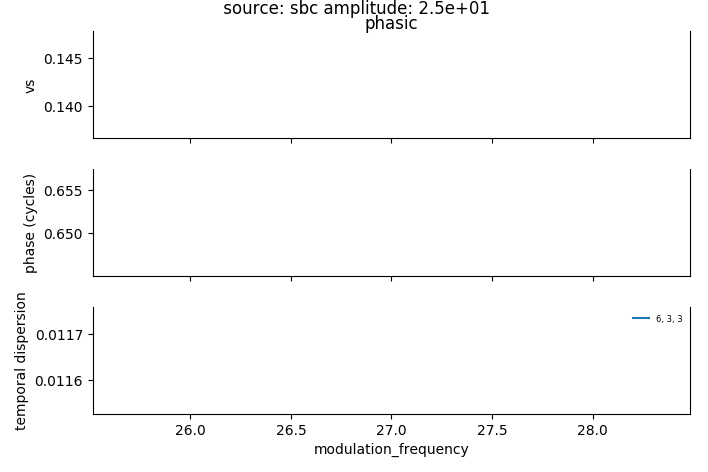 source: sbc amplitude: 2.5e+01
phasic
vs
0.145
0.140
phase (cycles)
0.655
0.650
temporal dispersion
0.0117
0.0116
6, 3, 3
26.0 26.5 27.0 27.5 28.0
modulation_frequency